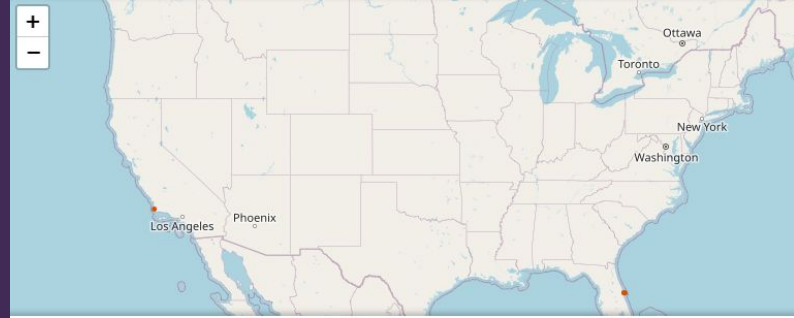 +
−
Ottawa
Toronto
New York
Washington
Phoenix
Los Angeles